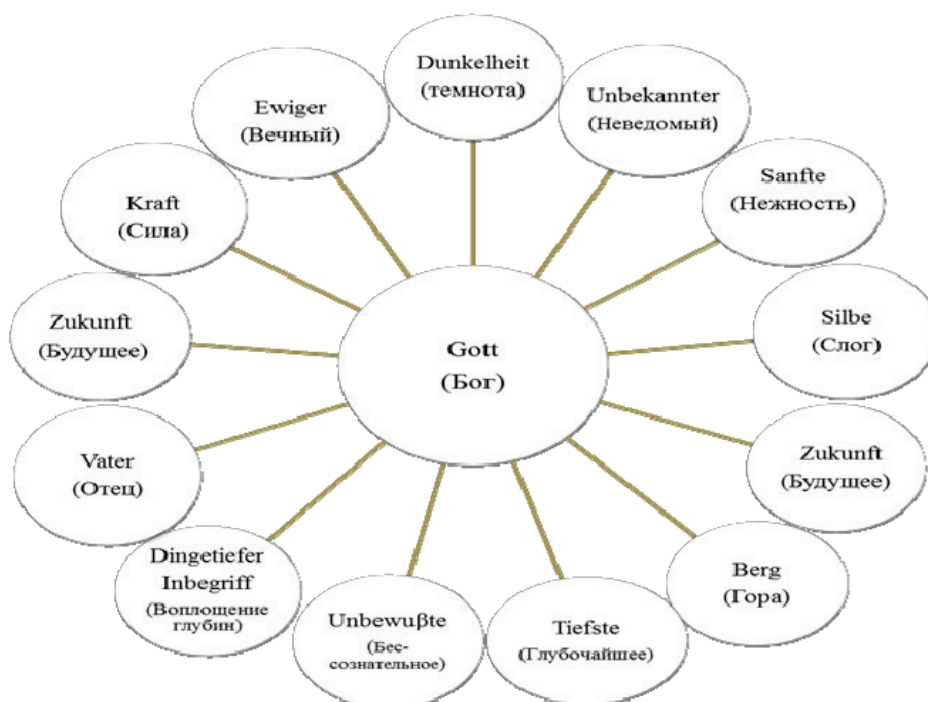 Dunkelheit
(темнота)
Unbekannter
(Неведомый)
Sanfte
(Нежность)
Silbe
(Слог)
Zukunft
(Будущее)
Berg
(Гора)
Tiefste
(Глубочайшее)
Unbewußte
(Бес-
сознательное)
Dingetiefer
Inbegriff
(Воплощение
глубин)
Vater
(Отец)
Zukunft
(Будущее)
Kraft
(Сила)
Ewiger
(Вечный)
Gott
(Бог)